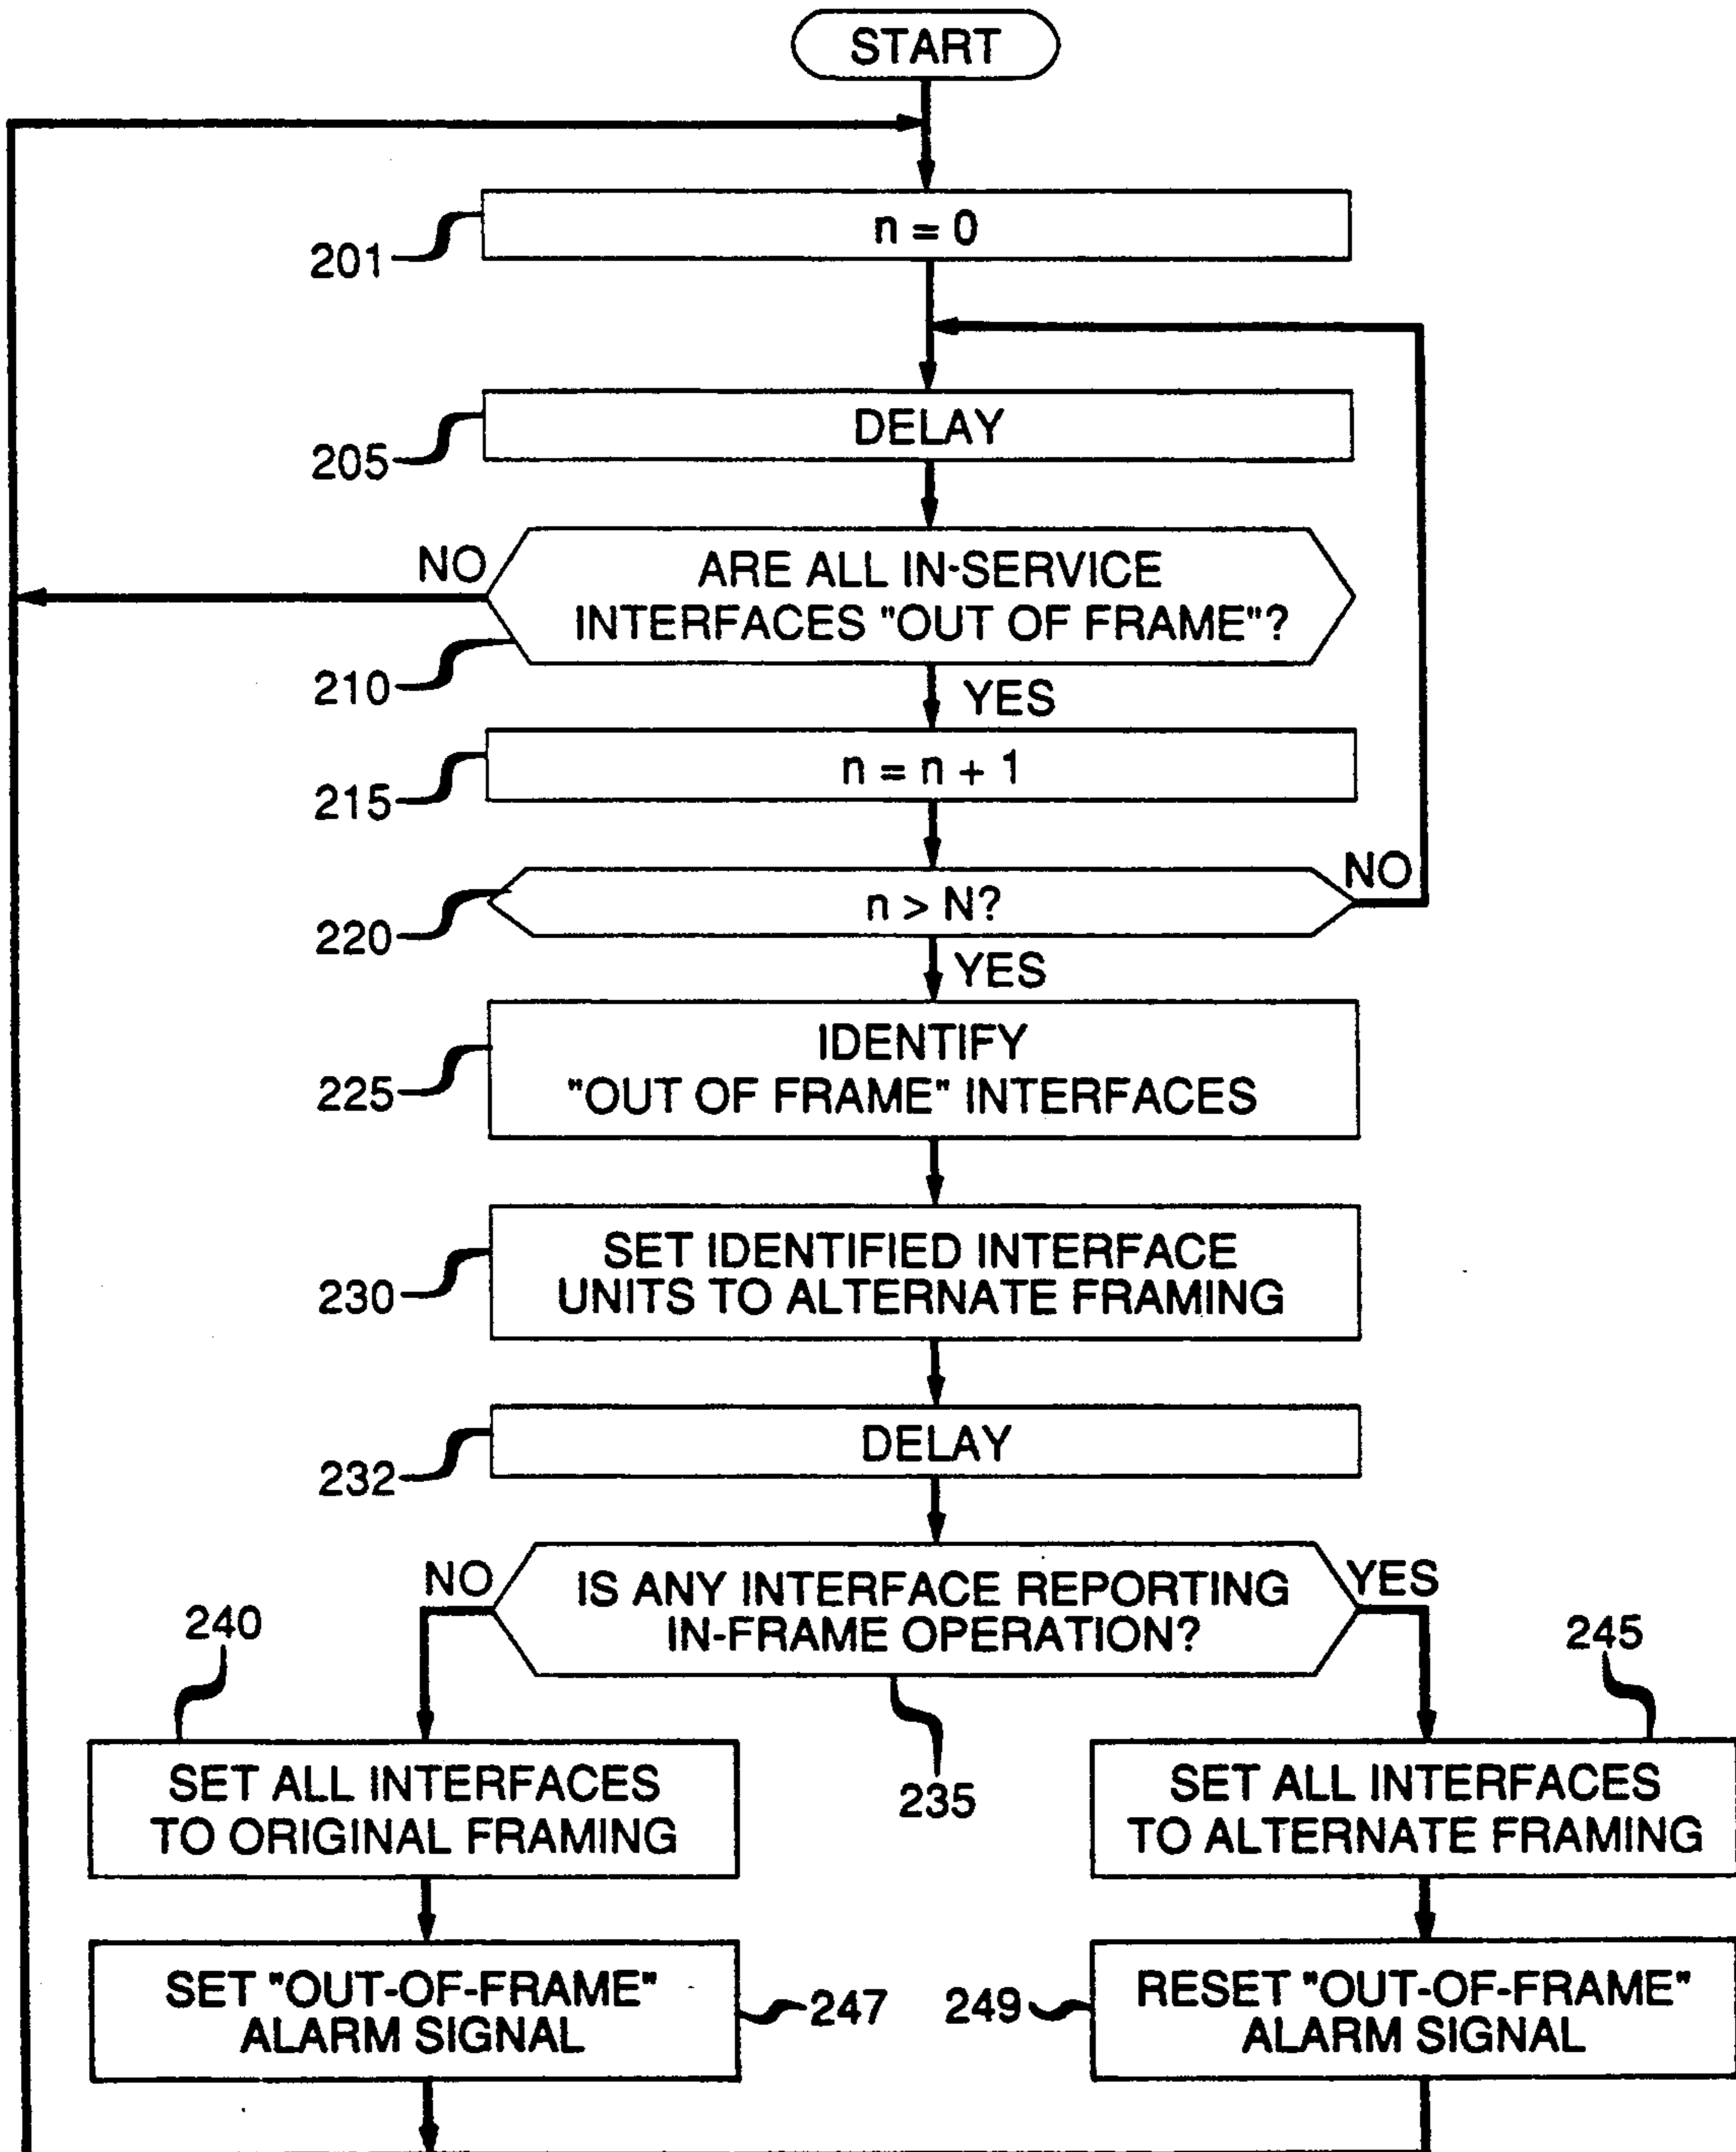 START
n = 0
201
DELAY
205
NO
ARE ALL IN-SERVICE
INTERFACES "OUT OF FRAME"?
210
YES
n = n + 1
215
NO
n > N?
220
YES
IDENTIFY
"OUT OF FRAME" INTERFACES
225
SET IDENTIFIED INTERFACE
UNITS TO ALTERNATE FRAMING
230
DELAY
232
NO
IS ANY INTERFACE REPORTING
IN-FRAME OPERATION?
YES
240
245
235
SET ALL INTERFACES
TO ORIGINAL FRAMING
SET ALL INTERFACES
TO ALTERNATE FRAMING
SET "OUT-OF-FRAME"
ALARM SIGNAL
247
249
RESET "OUT-OF-FRAME"
ALARM SIGNAL